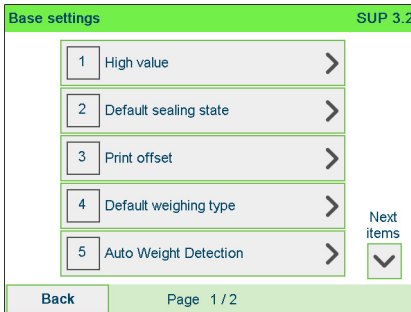 Base settings SUP 3.2
1 High value
2 Default sealing state
3 Print offset
4 Default weighing type
5 Auto Weight Detection
Next
items
Back Page 1 / 2